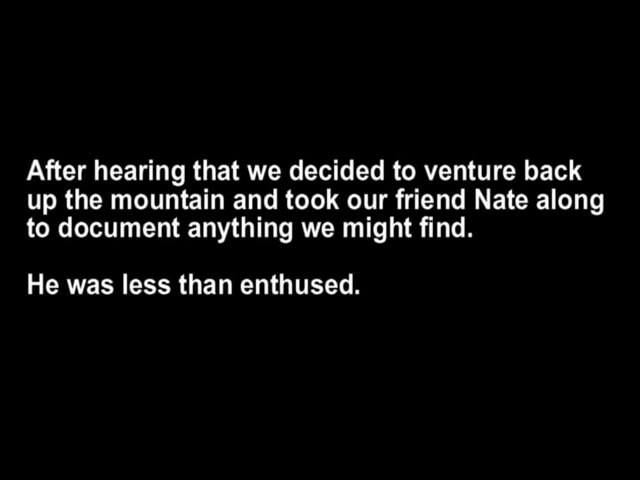 After hearing that we decided to venture back
up the mountain and took our friend Nate along
to document anything we might find.
He was less than enthused.